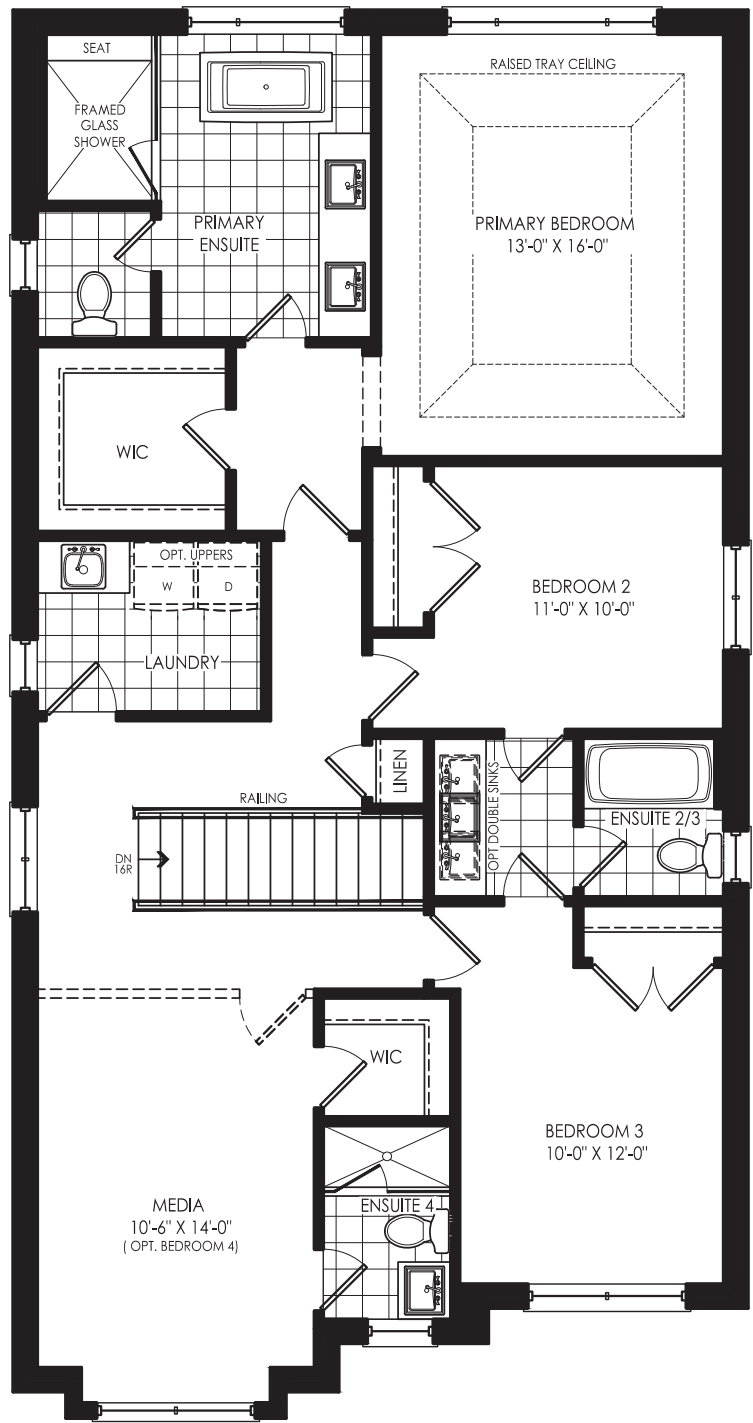 SEAT
RAISED TRAY CEILING
FRAMED
GLASS
SHOWER
PRIMARY
ENSUITE
PRIMARY BEDROOM
13'-0" X 16'-0"
WIC
OPT. UPPERS
W
D
LAUNDRY
BEDROOM 2
11'-0" X 10'-0"
LINEN
RAILING
OPT DOUBLE SINKS
ENSUITE 2/3
DN
16R
WIC
BEDROOM 3
10'-0" X 12'-0"
MEDIA
10'-6" X 14'-0"
( OPT. BEDROOM 4)
ENSUITE 4